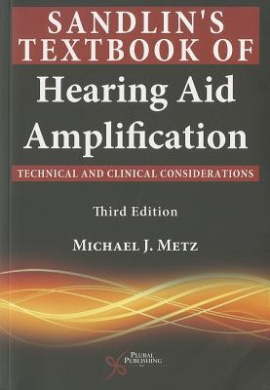 SANDLIN'S
TEXTBOOK OF
Hearing Aid
Amplification
TECHNICAL AND CLINICAL CONSIDERATIONS
Third Edition
MICHAEL J. METZ
PLURAL
PUBLISHING